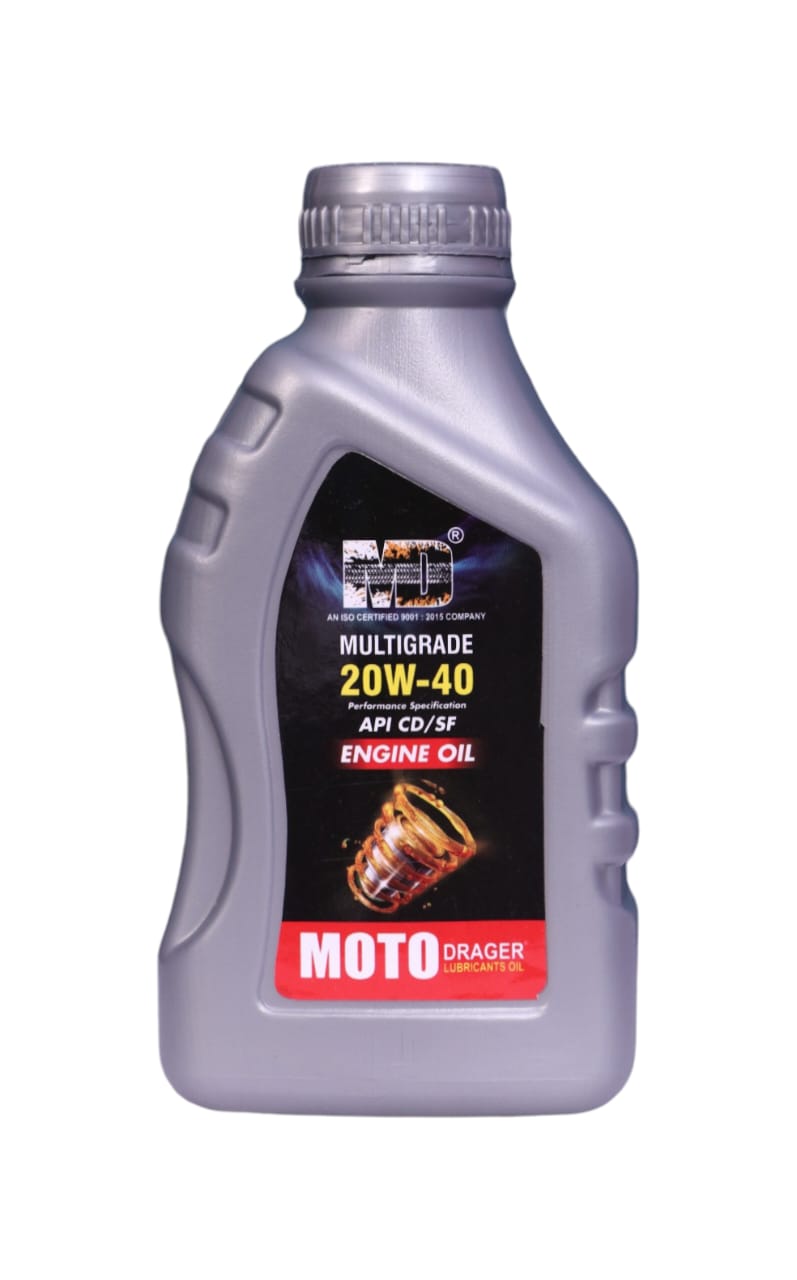 MD®
AN ISO CERTIFIED 9001 : 2015 COMPANY
MULTIGRADE
20W-40
Performance Specification
API CD/SF
ENGINE OIL
MOTO DRAGER
LUBRICANTS OIL